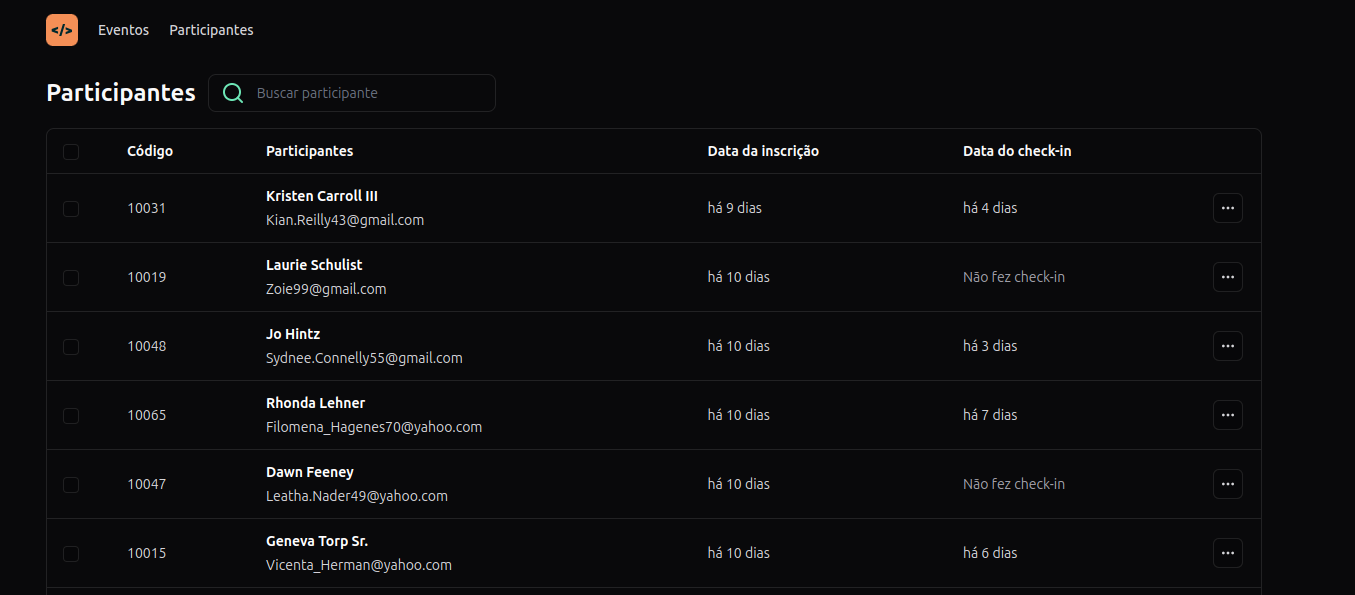 </> Eventos Participantes
Participantes Buscar participante
Código Participantes Data da inscrição Data do check-in
Kristen Carroll III
10031 há 9 dias há 4 dias
Kian.Reilly43@gmail.com
Laurie Schulist
10019 há 10 dias Não fez check-in
Zoie99@gmail.com
Jo Hintz
10048 há 10 dias há 3 dias
Sydnee.Connelly55@gmail.com
Rhonda Lehner
10065 há 10 dias há 7 dias
Filomena_Hagenes70@yahoo.com
Dawn Feeney
10047 há 10 dias Não fez check-in
Leatha.Nader49@yahoo.com
Geneva Torp Sr.
10015 há 10 dias há 6 dias
Vicenta_Herman@yahoo.com